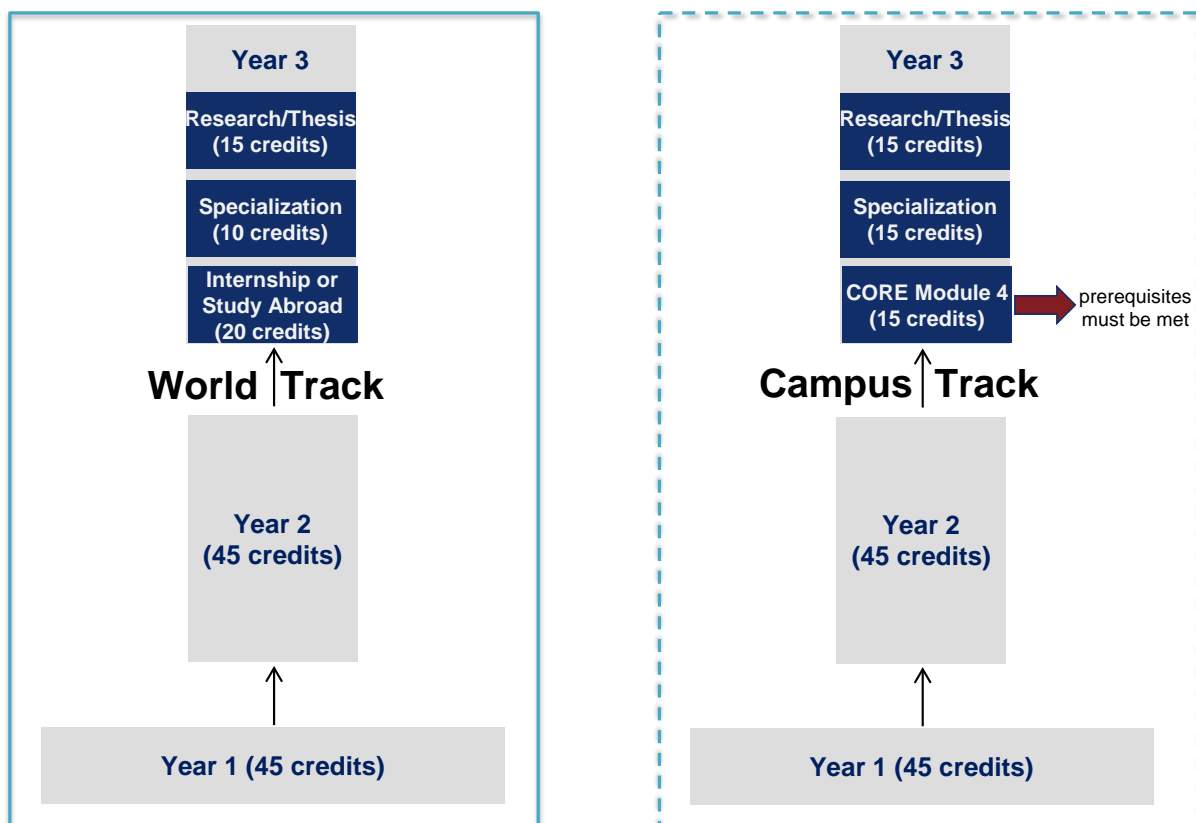 Year 3
Research/Thesis
(15 credits)
Specialization
(10 credits)
Internship or
Study Abroad
(20 credits)
World Track
Year 2
(45 credits)
Year 1 (45 credits)
Year 3
Research/Thesis
(15 credits)
Specialization
(15 credits)
CORE Module 4
(15 credits)
prerequisites
must be met
Campus Track
Year 2
(45 credits)
Year 1 (45 credits)